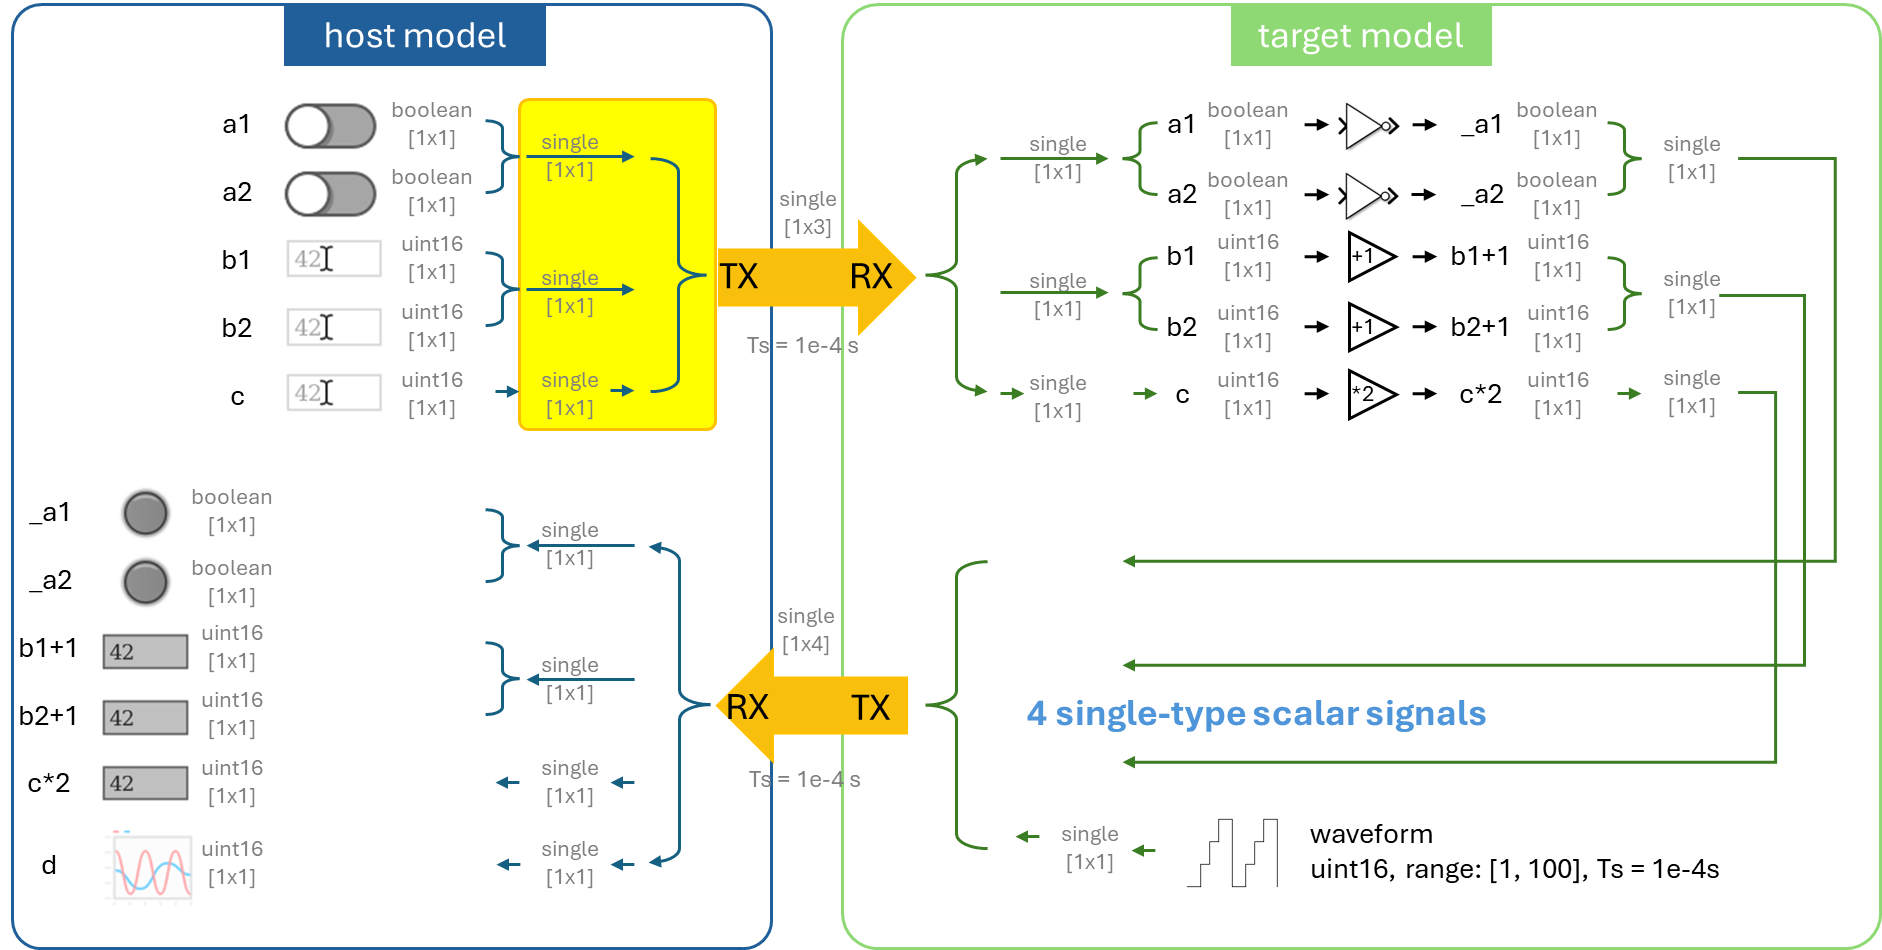 host model
target model
a1
boolean
[1x1]
a2
boolean
[1x1]
b1
42
uint16
[1x1]
b2
42
uint16
[1x1]
c
42
uint16
[1x1]
single
[1x1]
single
[1x1]
single
[1x1]
TX
RX
single
[1x3]
Ts = 1e-4 s
single
[1x1]
single
[1x1]
single
[1x1]
a1
boolean
[1x1]
_a1
boolean
[1x1]
a2
boolean
[1x1]
_a2
boolean
[1x1]
b1
uint16
[1x1]
+1
b1+1
uint16
[1x1]
b2
uint16
[1x1]
+1
b2+1
uint16
[1x1]
c
uint16
[1x1]
*2
c*2
uint16
[1x1]
single
[1x1]
single
[1x1]
single
[1x1]
_a1
boolean
[1x1]
_a2
boolean
[1x1]
b1+1
42
uint16
[1x1]
b2+1
42
uint16
[1x1]
c*2
42
uint16
[1x1]
d
uint16
[1x1]
single
[1x1]
single
[1x1]
single
[1x1]
single
[1x1]
single
[1x4]
RX
TX
Ts = 1e-4 s
4 single-type scalar signals
single
[1x1]
waveform
uint16, range: [1, 100], Ts = 1e-4s